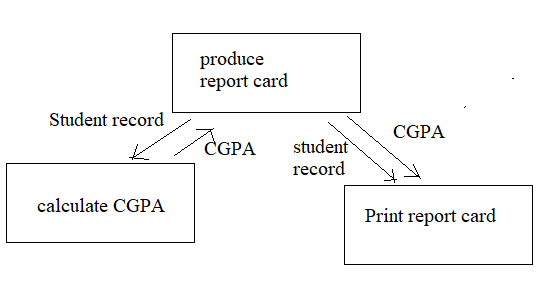 produce
report card
Student record
CGPA
student
record
CGPA
calculate CGPA
Print report card